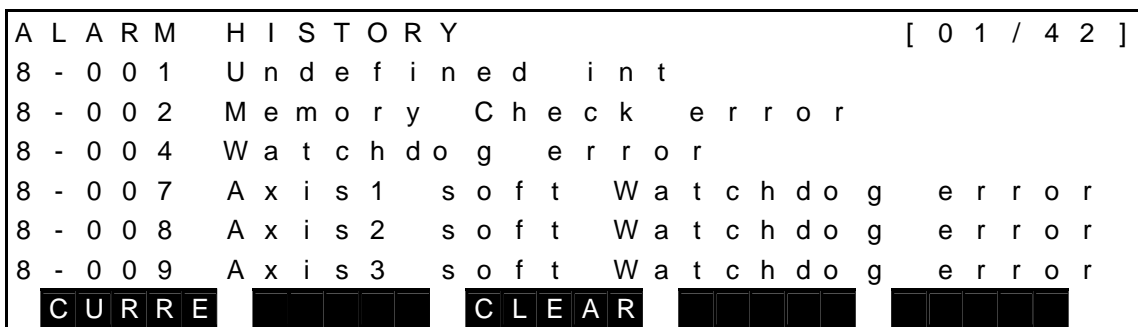 ALARM HISTORY [01/42]
8-001 Undefined int
8-002 Memory Check error
8-004 Watchdog error
8-007 Axis1 soft Watchdog error
8-008 Axis2 soft Watchdog error
8-009 Axis3 soft Watchdog error
CURRE CLEAR